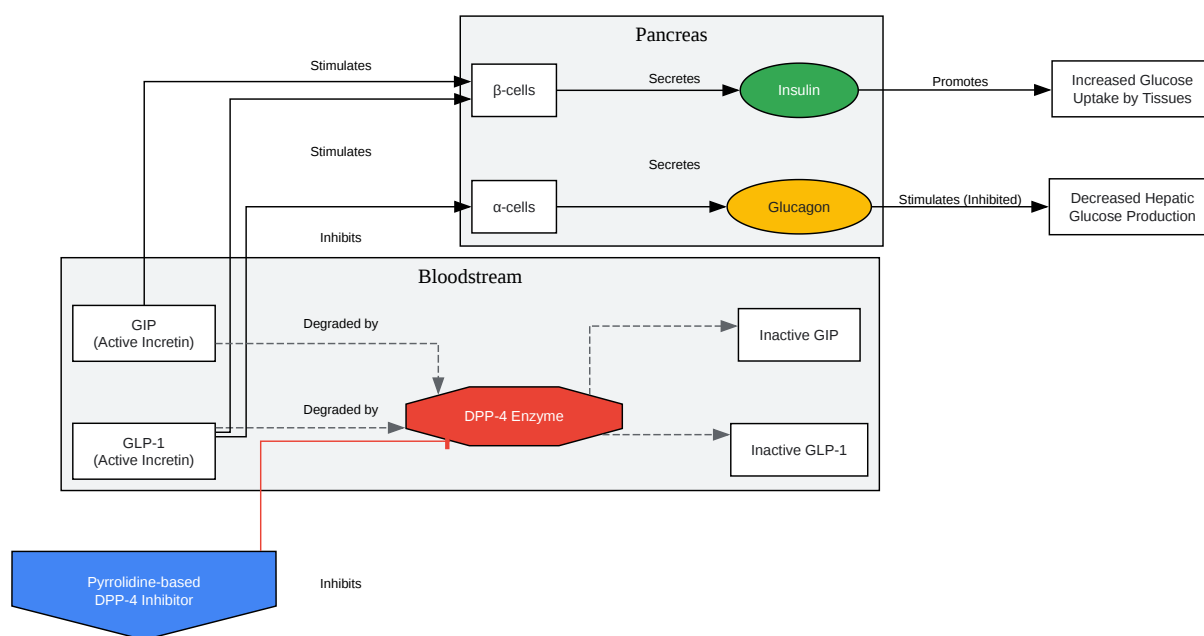 Pancreas
Stimulates
β-cells
Secretes
Insulin
Promotes
Increased Glucose
Uptake by Tissues
Stimulates
α-cells
Secretes
Glucagon
Stimulates (Inhibited)
Decreased Hepatic
Glucose Production
Inhibits
Bloodstream
GIP
(Active Incretin)
Degraded by
Inactive GIP
GLP-1
(Active Incretin)
Degraded by
DPP-4 Enzyme
Inactive GLP-1
Pyrrolidine-based
DPP-4 Inhibitor
Inhibits